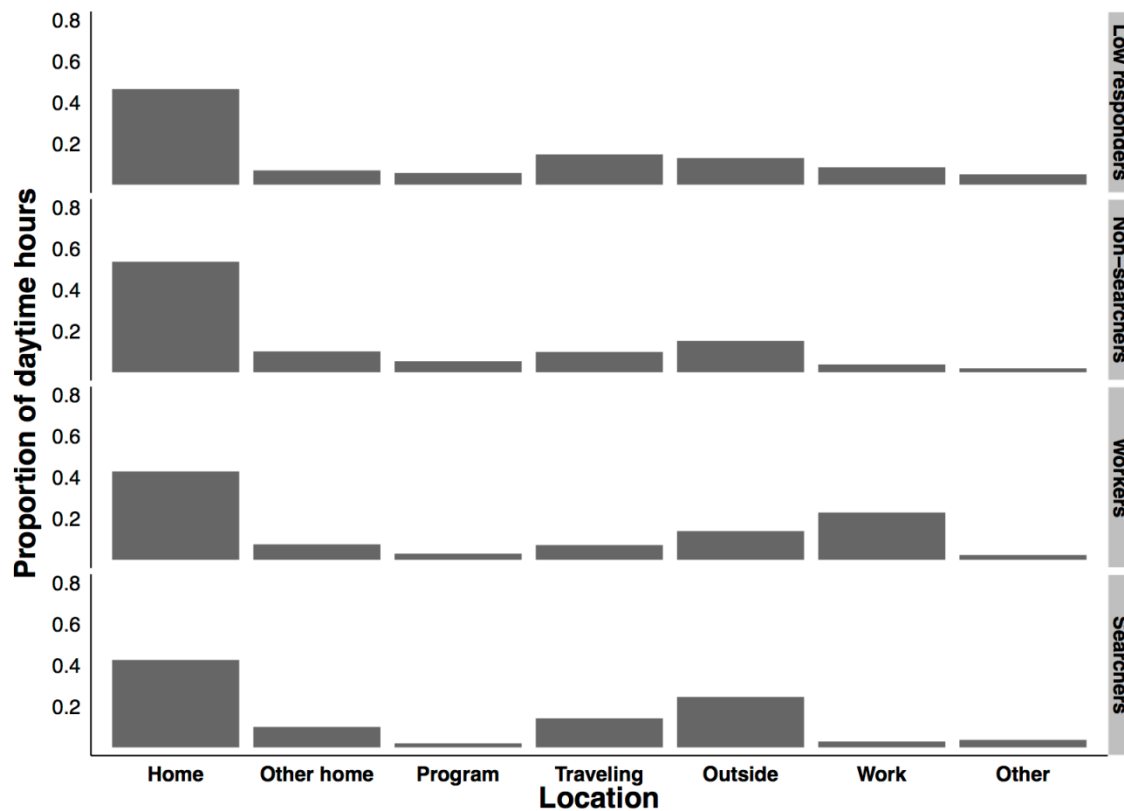 Proportion of daytime hours
0.8
0.6
0.4
0.2
Low responders
0.8
0.6
0.4
0.2
Non−searchers
0.8
0.6
0.4
0.2
Workers
0.8
0.6
0.4
0.2
Searchers
Home Other home Program Traveling Outside Work Other
Location